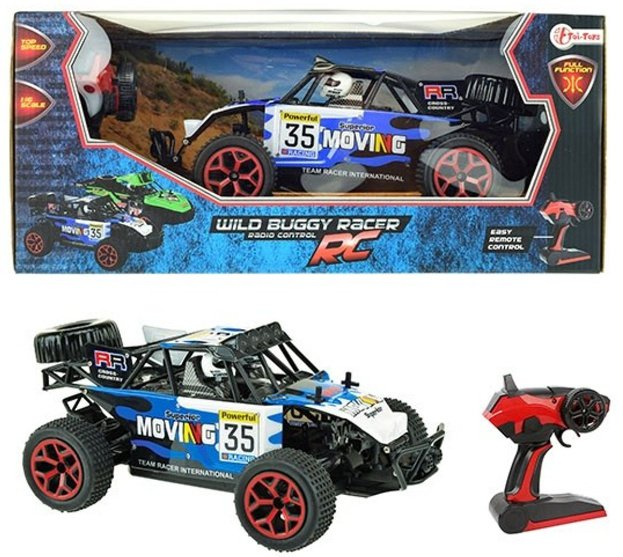 TOP
SPEED
1:16
SCALE
Toi-Toys
FULL
FUNCTION
RR
CROSS-
COUNTRY
Powerful
35
RACING
Superior
MOVING
TEAM RACER INTERNATIONAL
MOVING 35
WILD BUGGY RACER
RADIO CONTROL
RC
EASY
REMOTE
CONTROL
RR
CROSS-
COUNTRY
Superior
MOVING
Powerful
35
RACING
TEAM RACER INTERNATIONAL